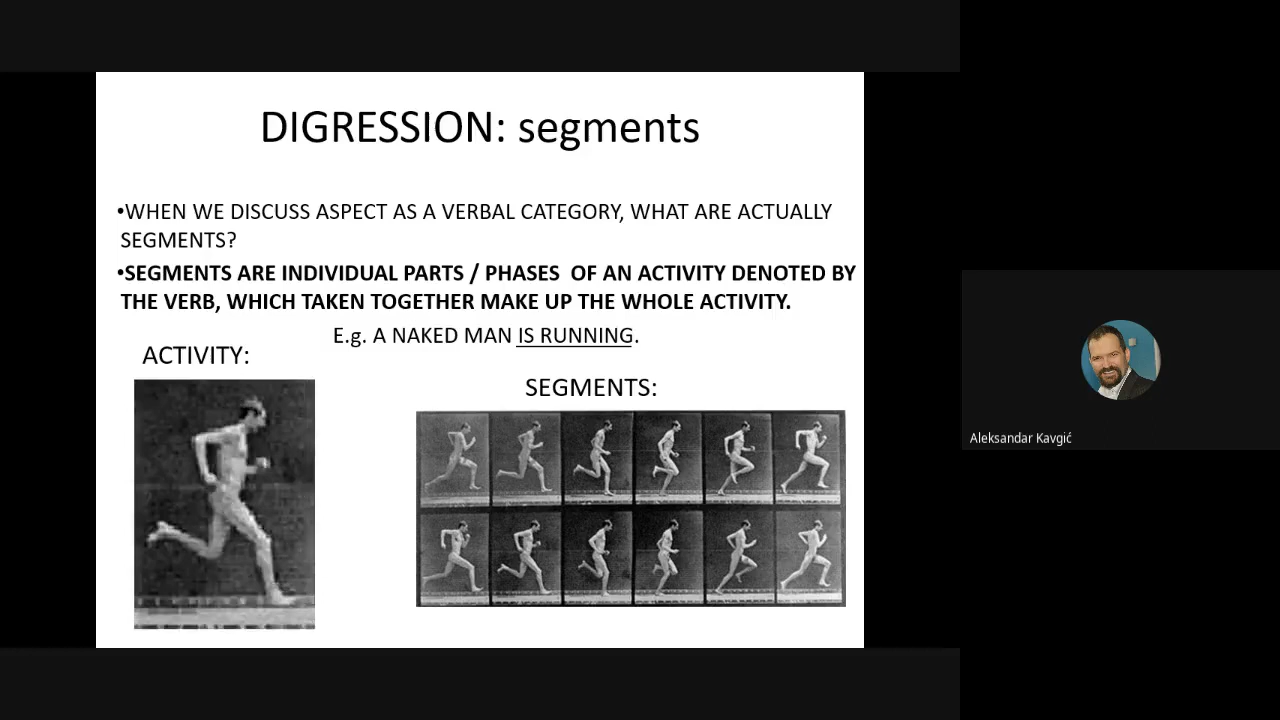 DIGRESSION: segments
•WHEN WE DISCUSS ASPECT AS A VERBAL CATEGORY, WHAT ARE ACTUALLY
SEGMENTS?
•SEGMENTS ARE INDIVIDUAL PARTS / PHASES OF AN ACTIVITY DENOTED BY
THE VERB, WHICH TAKEN TOGETHER MAKE UP THE WHOLE ACTIVITY.
E.g. A NAKED MAN IS RUNNING.
ACTIVITY:
SEGMENTS:
Aleksandar Kavgić